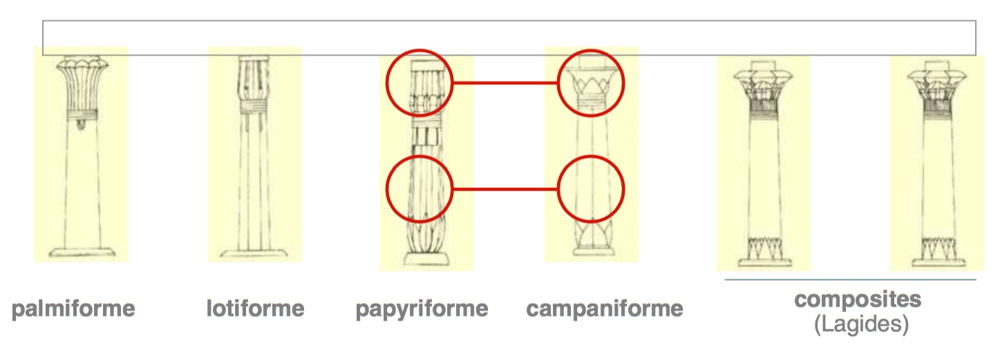 palmiforme
lotiforme
papyriforme
campaniforme
composites
(Lagides)